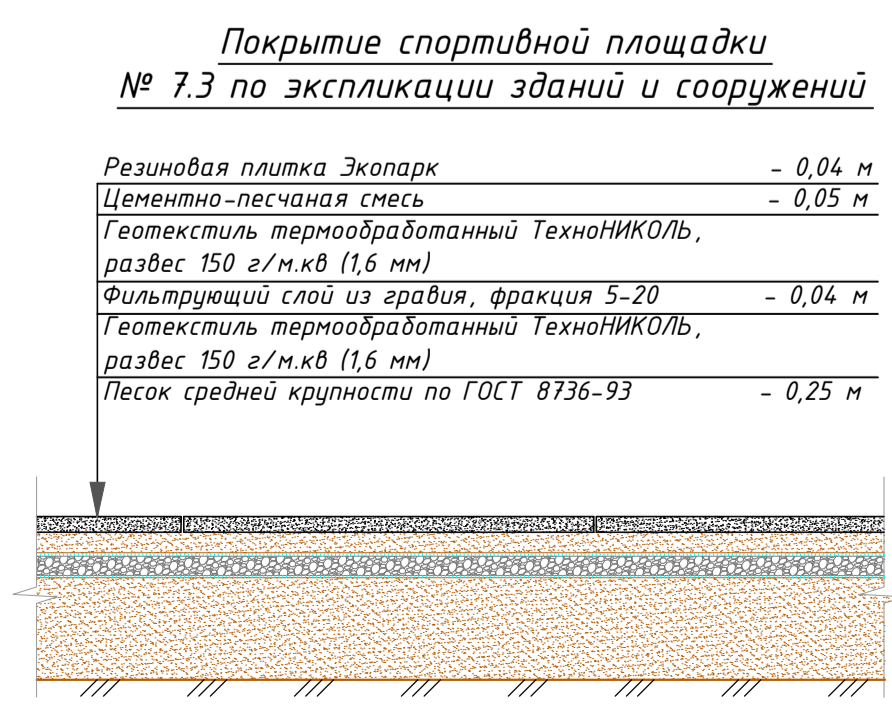 Покрытие спортивной площадки
№ 7.3 по экспликации зданий и сооружений
Резиновая плитка Экопарк - 0,04 м
Цементно-песчаная смесь - 0,05 м
Геотекстиль термообработанный ТехноНИКОЛЬ,
развес 150 г/м.кв (1,6 мм)
Фильтрующий слой из гравия, фракция 5-20 - 0,04 м
Геотекстиль термообработанный ТехноНИКОЛЬ,
развес 150 г/м.кв (1,6 мм)
Песок средней крупности по ГОСТ 8736-93 - 0,25 м